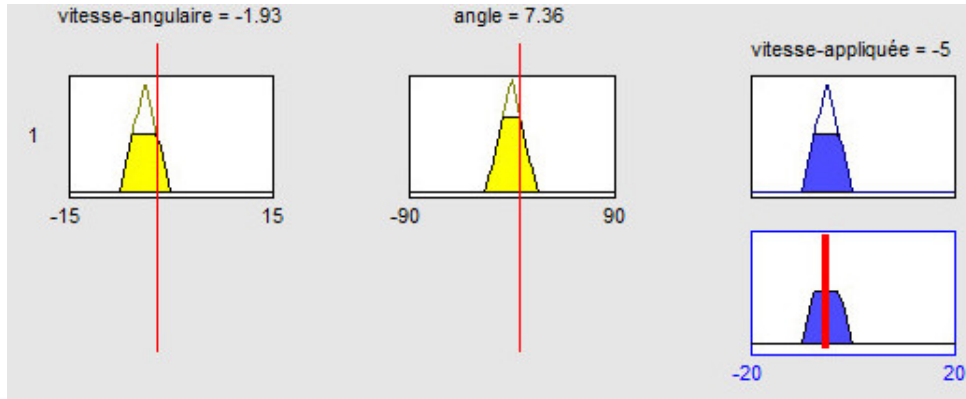 vitesse-angulaire = -1.93
angle = 7.36
vitesse-appliquée = -5
1
-15
15
-90
90
-20
20